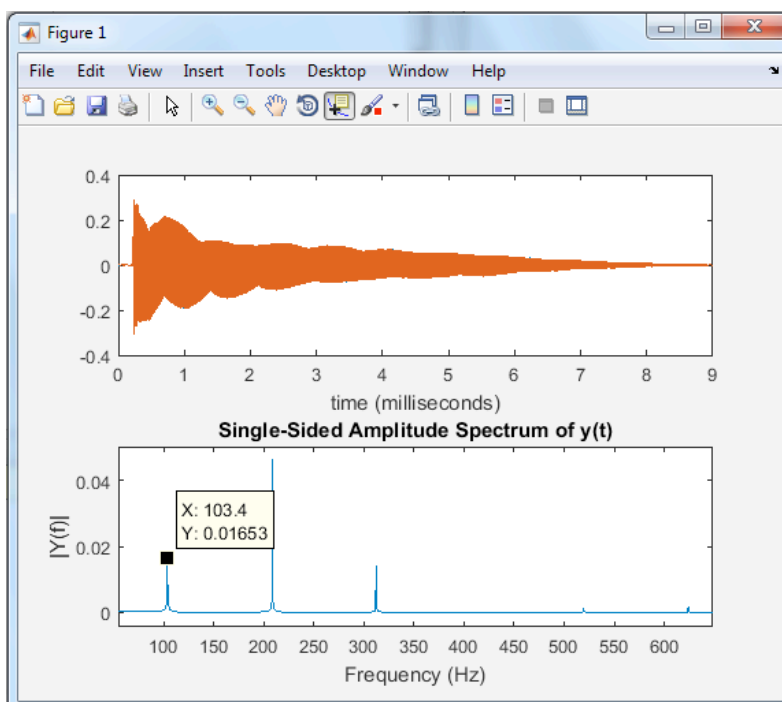 Figure 1
File Edit View Insert Tools Desktop Window Help
0.4
0.2
0
-0.2
-0.4
0 1 2 3 4 5 6 7 8 9
time (milliseconds)
Single-Sided Amplitude Spectrum of y(t)
|Y(f)|
0.04
0.02
0
X: 103.4
Y: 0.01653
100 150 200 250 300 350 400 450 500 550 600
Frequency (Hz)